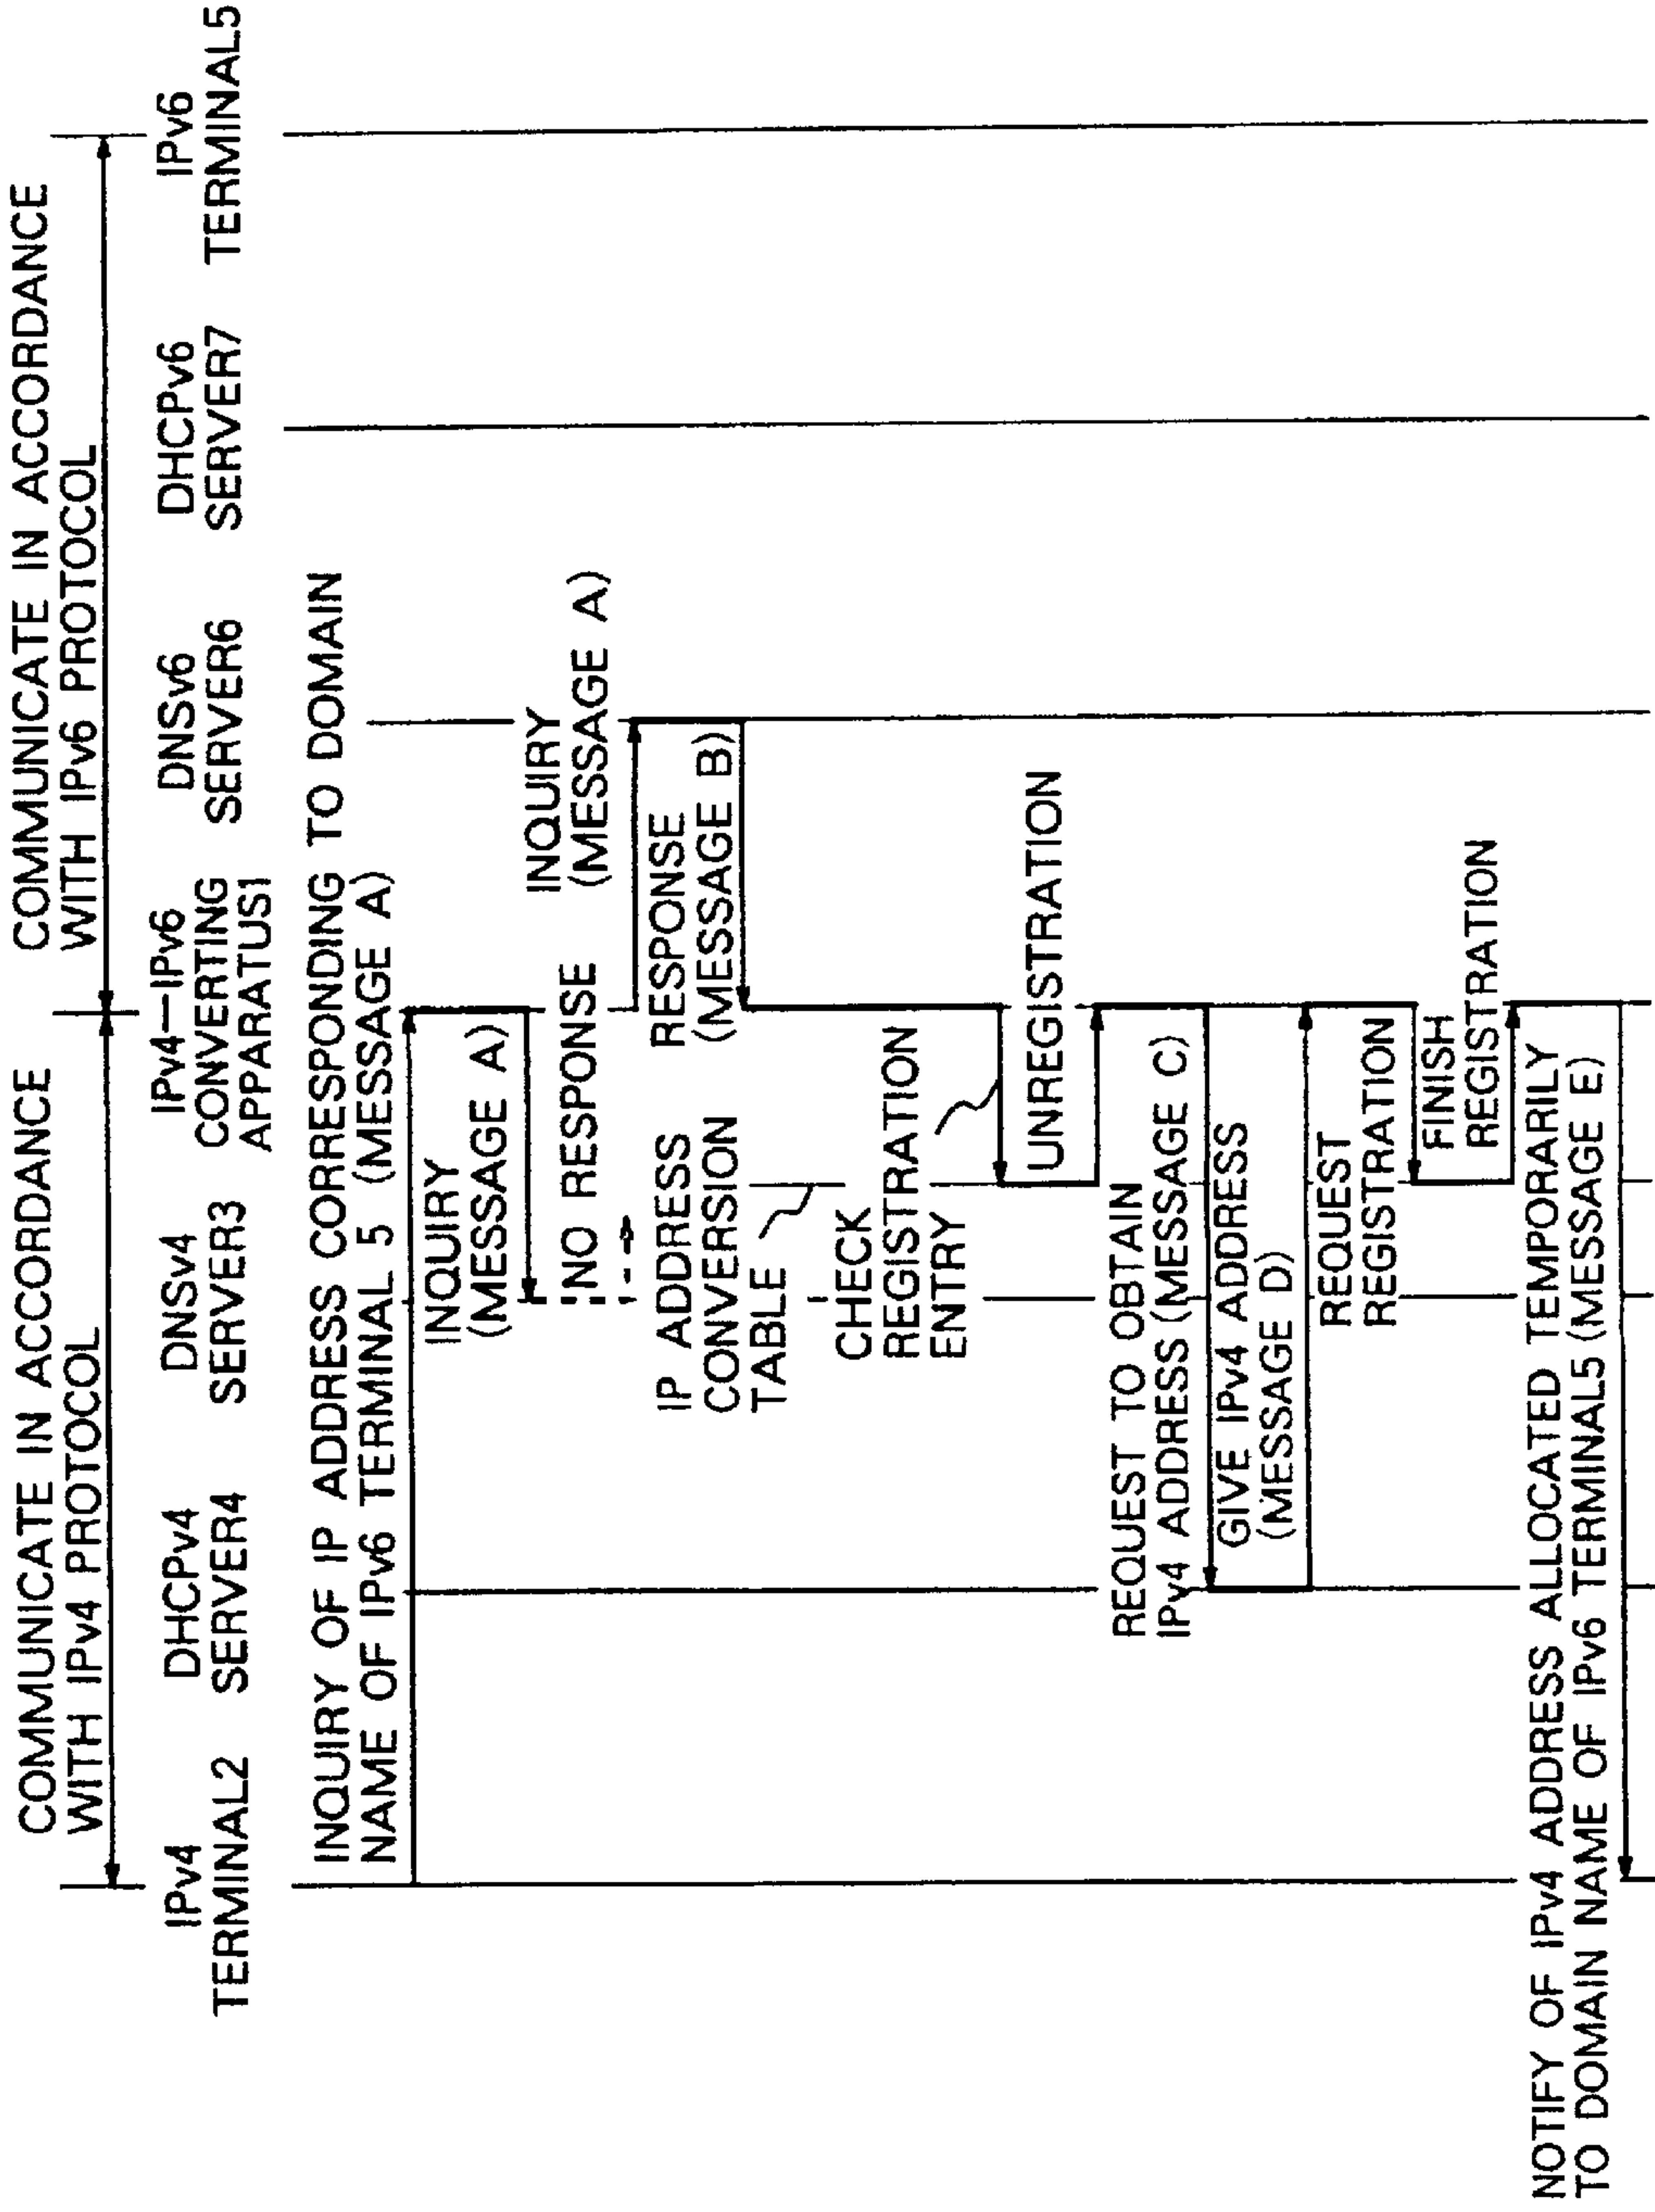 COMMUNICATE IN ACCORDANCE
WITH IPv4 PROTOCOL
COMMUNICATE IN ACCORDANCE
WITH IPv6 PROTOCOL
IPv4
TERMINAL2
DHCPv4
SERVER4
DNSv4
SERVER3
IPv4—IPv6
CONVERTING
APPARATUS1
DNSv6
SERVER6
DHCPv6
SERVER7
IPv6
TERMINAL5
INQUIRY OF IP ADDRESS CORRESPONDING TO DOMAIN
NAME OF IPv6 TERMINAL 5 (MESSAGE A)
INQUIRY
(MESSAGE A)
NO RESPONSE
INQUIRY
(MESSAGE A)
RESPONSE
(MESSAGE B)
IP ADDRESS
CONVERSION
TABLE
CHECK
REGISTRATION
ENTRY
UNREGISTRATION
REQUEST TO OBTAIN
IPv4 ADDRESS (MESSAGE C)
GIVE IPv4 ADDRESS
(MESSAGE D)
REQUEST
REGISTRATION
FINISH
REGISTRATION
NOTIFY OF IPv4 ADDRESS ALLOCATED TEMPORARILY
TO DOMAIN NAME OF IPv6 TERMINAL5 (MESSAGE E)